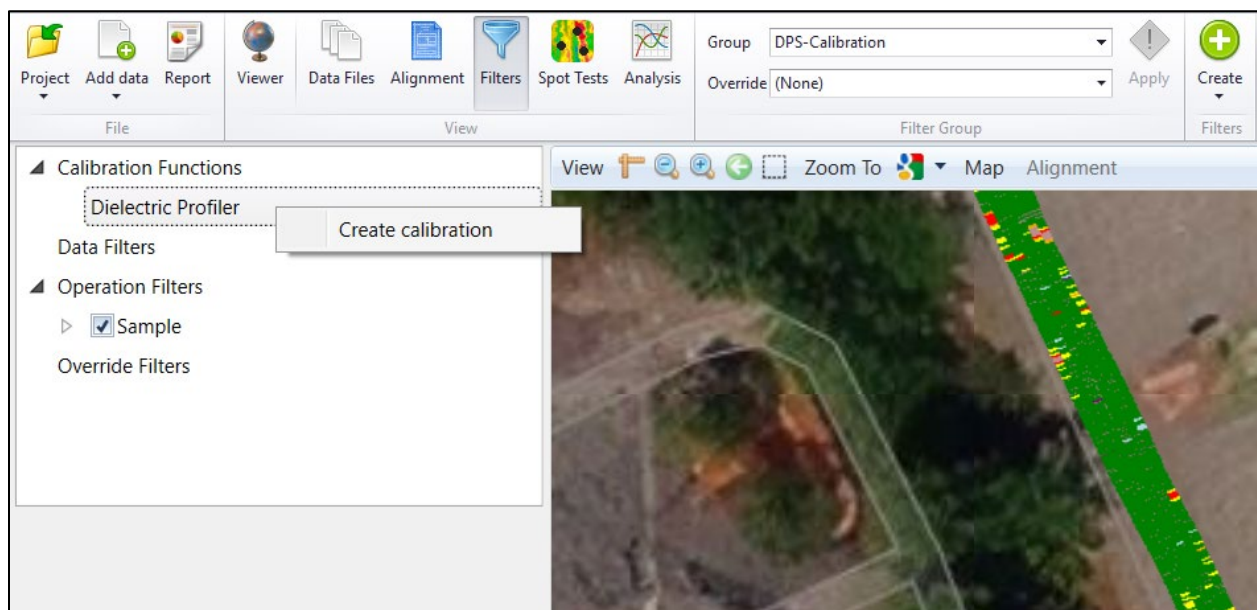 Project Add data Report Viewer Data Files Alignment Filters Spot Tests Analysis
Group DPS-Calibration
Override (None)
Apply
Create
File View Filter Group Filters
Calibration Functions
Dielectric Profiler
Create calibration
Data Filters
Operation Filters
Sample
Override Filters
View Zoom To Map Alignment